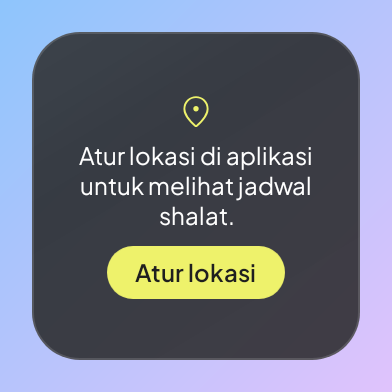 Atur lokasi di aplikasi
untuk melihat jadwal
shalat.
Atur lokasi